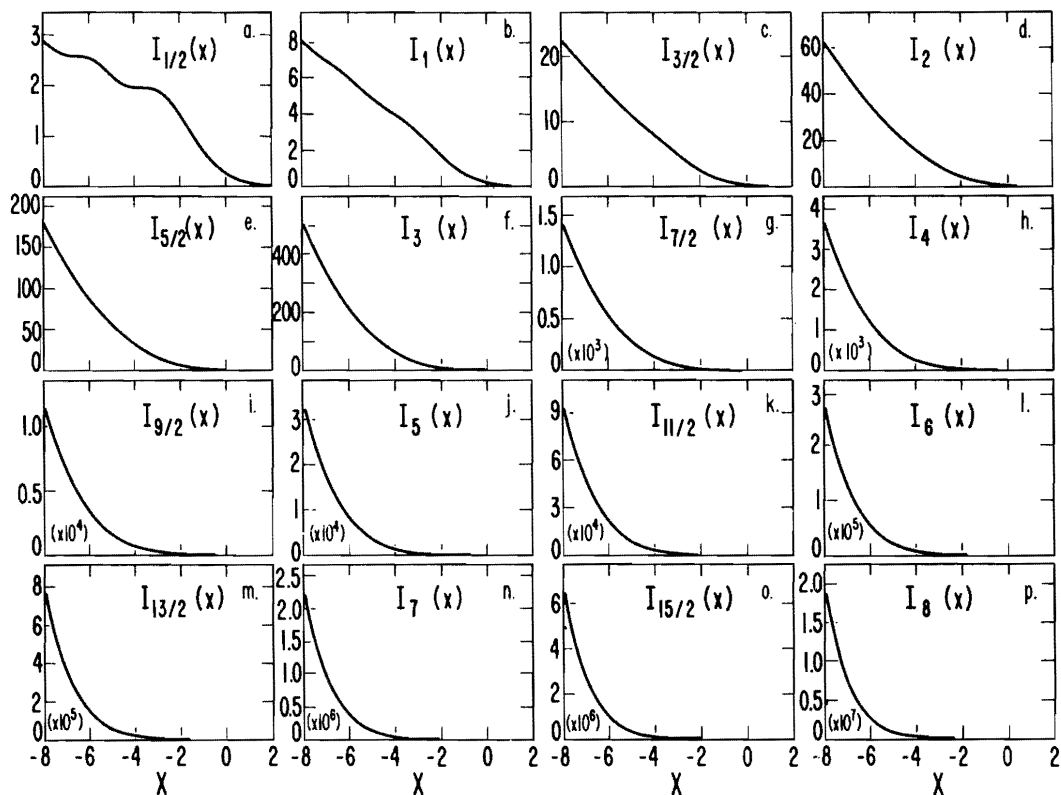 3
2
1
0
I1/2(x)
a.
8
6
4
2
0
I1(x)
b.
20
10
0
I3/2(x)
c.
60
40
20
0
I2 (x)
d.
200
150
100
50
0
I5/2(x)
e.
400
200
0
I3 (x)
f.
1.5
1.0
0.5
0
I7/2 (x)
g.
(x10³)
4
3
2
1
0
I4 (x)
h.
(x10³)
1.0
0.5
0
I9/2 (x)
i.
(x10⁴)
3
2
1
0
I5 (x)
j.
(x10⁴)
9
6
3
0
I11/2 (x)
k.
(x10⁴)
3
2
1
0
I6 (x)
l.
(x10⁵)
8
6
4
2
0
I13/2 (x)
m.
(x10⁵)
2.5
2.0
1.5
1.0
0.5
0
I7 (x)
n.
(x10⁶)
6
4
2
0
I15/2 (x)
o.
(x10⁶)
2.0
1.5
1.0
0.5
0
I8 (x)
p.
(x10⁷)
-8 -6 -4 -2 0 2
-8 -6 -4 -2 0 2
-8 -6 -4 -2 0 2
-8 -6 -4 -2 0 2
X
X
X
X